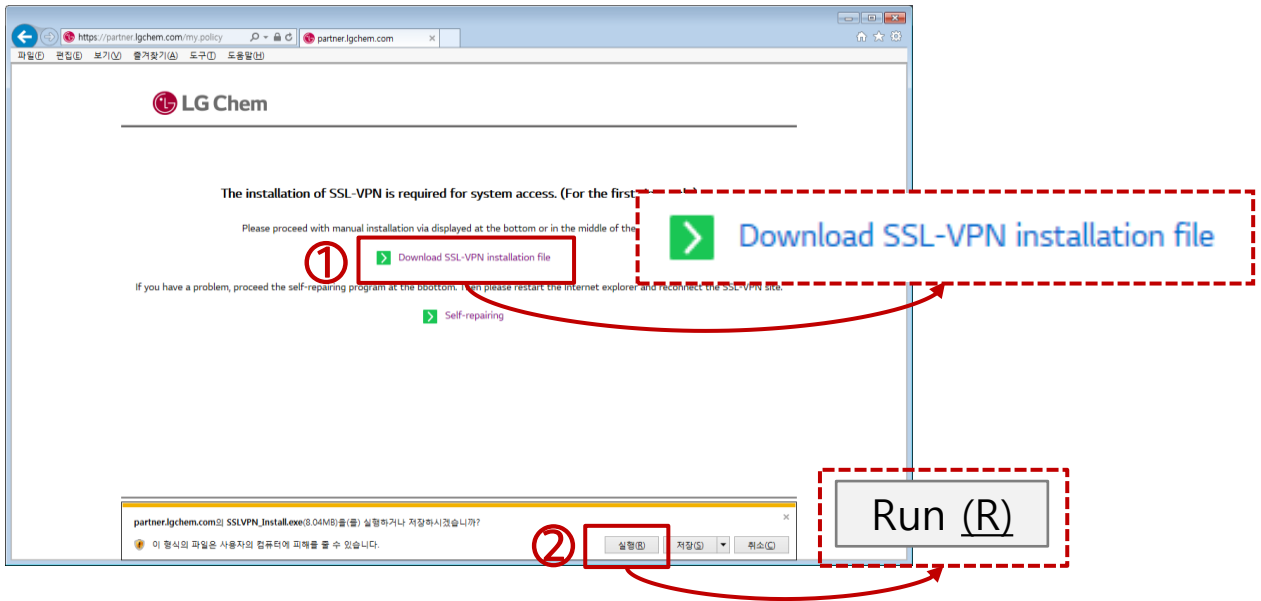 https://partner.lgchem.com/my.policy
partner.lgchem.com
파일(F) 편집(E) 보기(V) 즐겨찾기(A) 도구(T) 도움말(H)
LG Chem
The installation of SSL-VPN is required for system access. (For the first
Please proceed with manual installation via displayed at the bottom or in the middle of the
① Download SSL-VPN installation file
Download SSL-VPN installation file
If you have a problem, proceed the self-repairing program at the bbottom. Then please restart the internet explorer and reconnect the SSL-VPN site.
Self-repairing
partner.lgchem.com의 SSLVPN_Install.exe(8.04MB)을(를) 실행하거나 저장하시겠습니까?
이 형식의 파일은 사용자의 컴퓨터에 피해를 줄 수 있습니다.
② 실행(R) 저장(S) 취소(C)
Run (R)